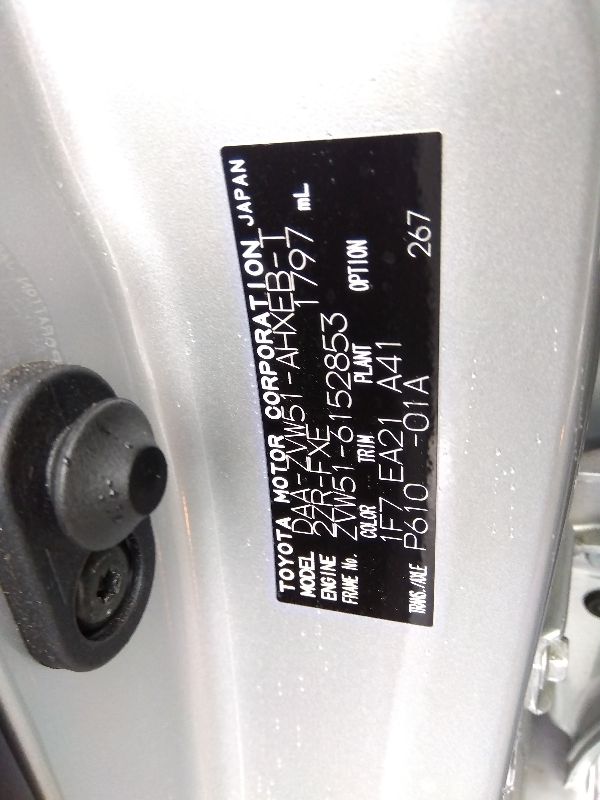 TOYOTA MOTOR CORPORATION JAPAN
MODEL DAA-ZVW51-AHXEB-T
ENGINE 2ZR-FXE 1797 mL
FRAME No. ZVW51-6152853
COLOR TRIM PLANT OPTION
1F7 EA21 A41 267
TRANS./AXLE P610 -01A